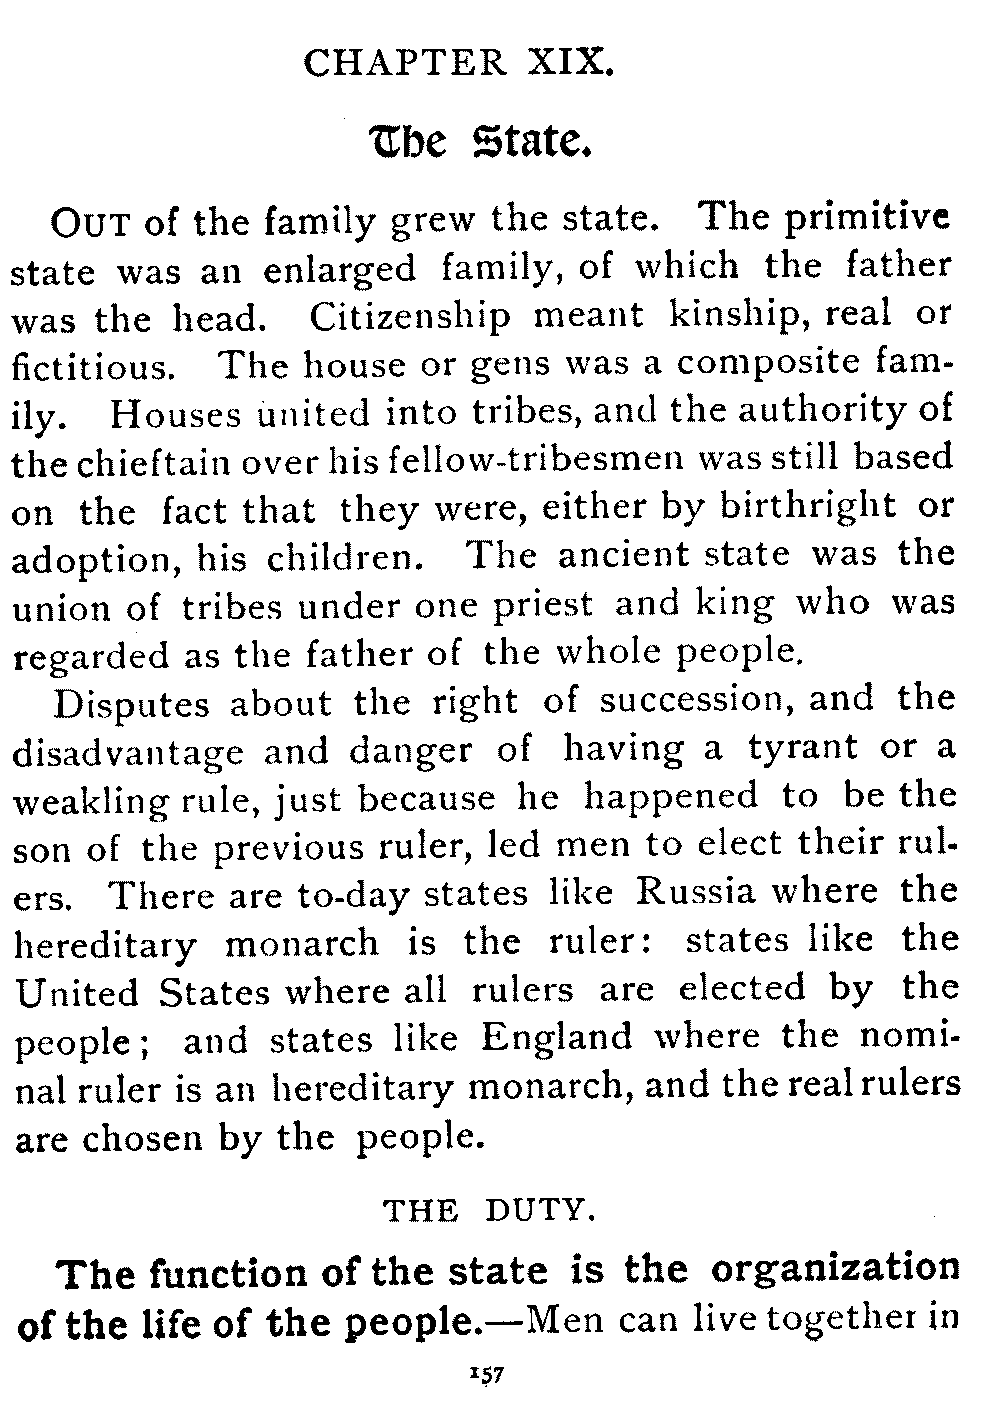 CHAPTER XIX.
The State.
OUT of the family grew the state. The primitive
state was an enlarged family, of which the father
was the head. Citizenship meant kinship, real or
fictitious. The house or gens was a composite fam-
ily. Houses united into tribes, and the authority of
the chieftain over his fellow-tribesmen was still based
on the fact that they were, either by birthright or
adoption, his children. The ancient state was the
union of tribes under one priest and king who was
regarded as the father of the whole people.
Disputes about the right of succession, and the
disadvantage and danger of having a tyrant or a
weakling rule, just because he happened to be the
son of the previous ruler, led men to elect their rul-
ers. There are to-day states like Russia where the
hereditary monarch is the ruler: states like the
United States where all rulers are elected by the
people; and states like England where the nomi-
nal ruler is an hereditary monarch, and the real rulers
are chosen by the people.
THE DUTY.
The function of the state is the organization
of the life of the people.—Men can live together in
157